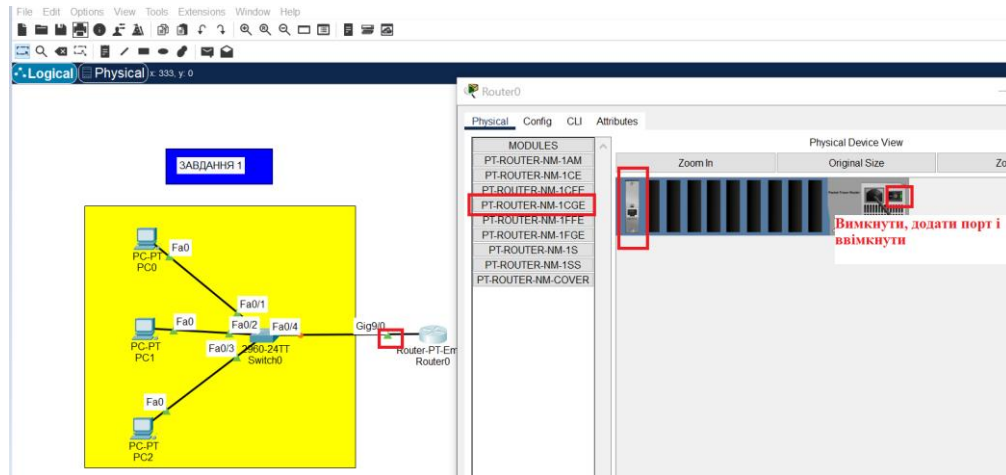 File Edit Options View Tools Extensions Window Help
Logical Physical x: 333, y: 0
ЗАВДАННЯ 1
Fa0
PC-PT
PC0
Fa0/1
Fa0
Fa0/2
Fa0/4
Gig9/0
PC-PT
PC1
Fa0/3
2960-24TT
Switch0
Router-PT-Em
Router0
Fa0
PC-PT
PC2
Router0
Physical Config CLI Attributes
MODULES
PT-ROUTER-NM-1AM
PT-ROUTER-NM-1CE
PT-ROUTER-NM-1CFE
PT-ROUTER-NM-1CGE
PT-ROUTER-NM-1FFE
PT-ROUTER-NM-1FGE
PT-ROUTER-NM-1S
PT-ROUTER-NM-1SS
PT-ROUTER-NM-COVER
Physical Device View
Zoom In Original Size Zo
Вимкнути, додати порт і
ввімкнути